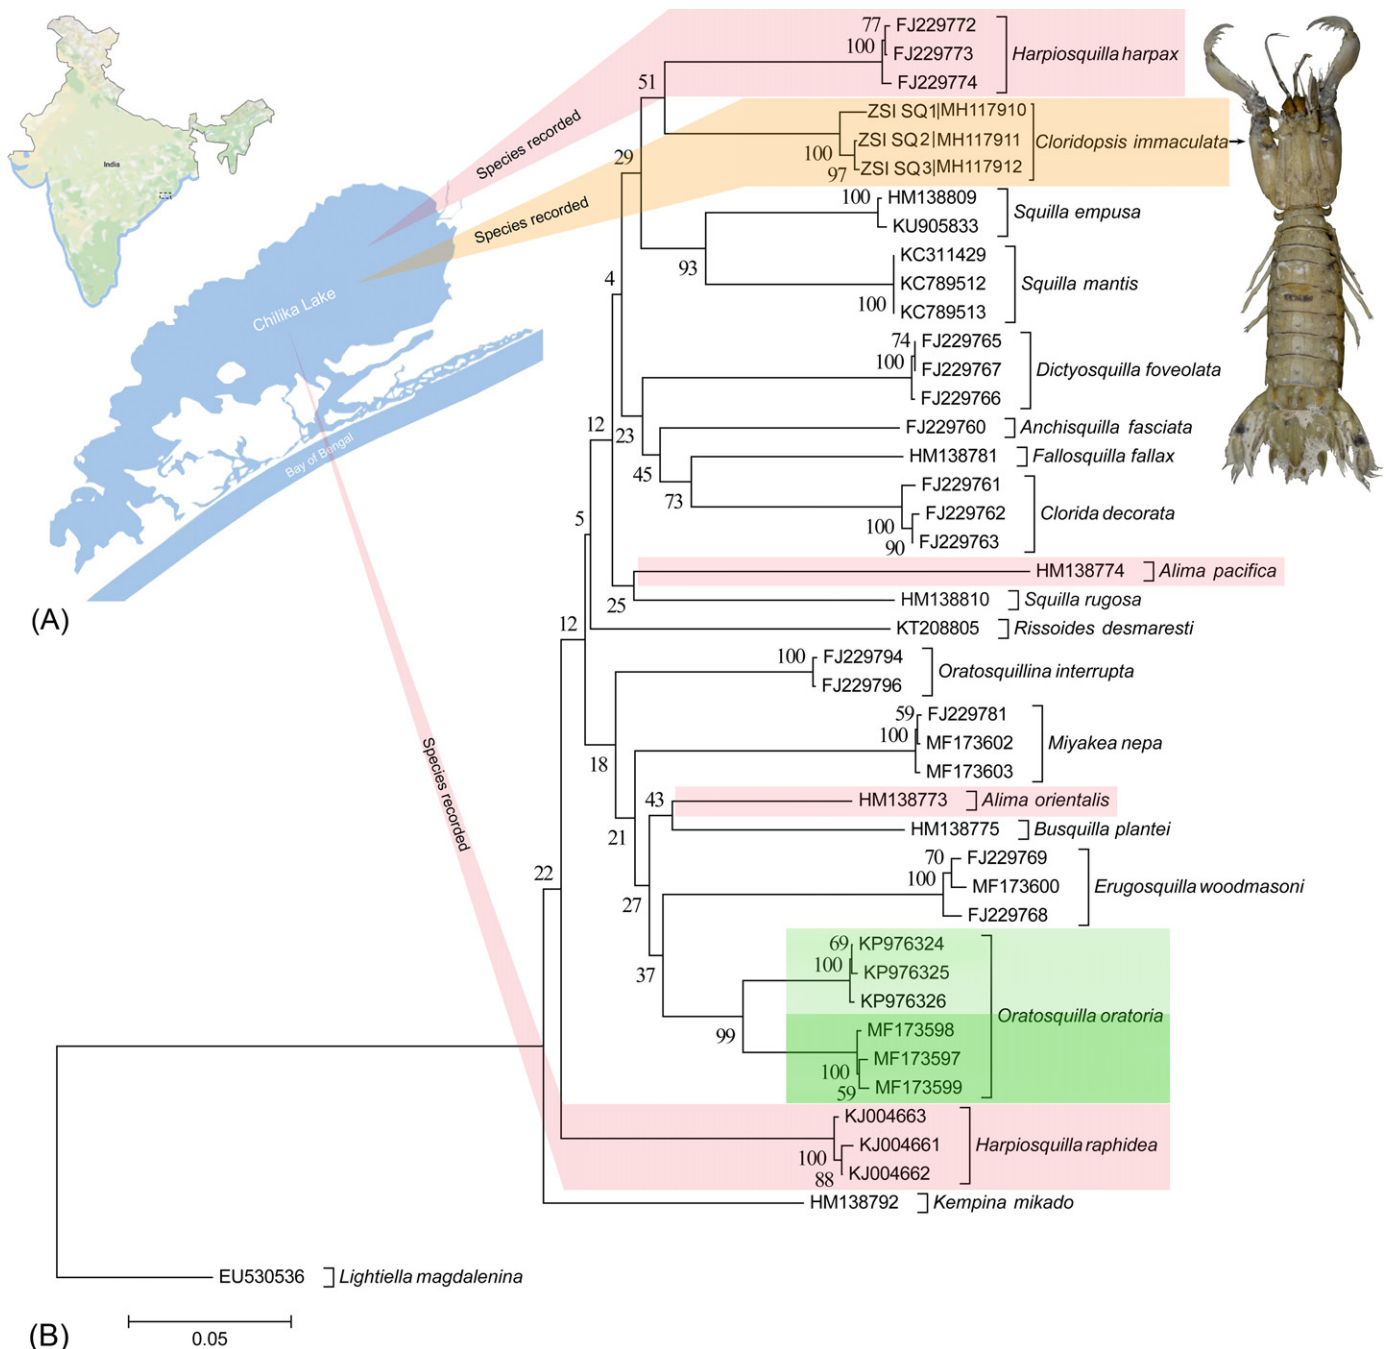 India
Species recorded
Species recorded
Chilika Lake
Bay of Bengal
Species recorded
(A)
77
FJ229772
100
FJ229773
Harpiosquilla harpax
FJ229774
51
ZSI SQ1|MH117910
ZSI SQ2|MH117911
Cloridopsis immaculata
100
ZSI SQ3|MH117912
97
29
100
HM138809
Squilla empusa
KU905833
93
KC311429
KC789512
Squilla mantis
100
KC789513
4
74
FJ229765
100
FJ229767
Dictyosquilla foveolata
FJ229766
12
23
FJ229760
Anchisquilla fasciata
45
HM138781
Fallosquilla fallax
73
FJ229761
FJ229762
Clorida decorata
100
FJ229763
90
5
HM138774
Alima pacifica
25
HM138810
Squilla rugosa
12
KT208805
Rissoides desmaresti
100
FJ229794
Oratosquillina interrupta
FJ229796
18
59
FJ229781
100
MF173602
Miyakea nepa
MF173603
21
43
HM138773
Alima orientalis
HM138775
Busquilla plantei
22
27
70
FJ229769
100
MF173600
Erugosquilla woodmasoni
FJ229768
37
69
KP976324
100
KP976325
KP976326
Oratosquilla oratoria
99
MF173598
MF173597
100
MF173599
59
KJ004663
KJ004661
Harpiosquilla raphidea
100
KJ004662
88
HM138792
Kempina mikado
EU530536
Lightiella magdalenina
(B)
0.05